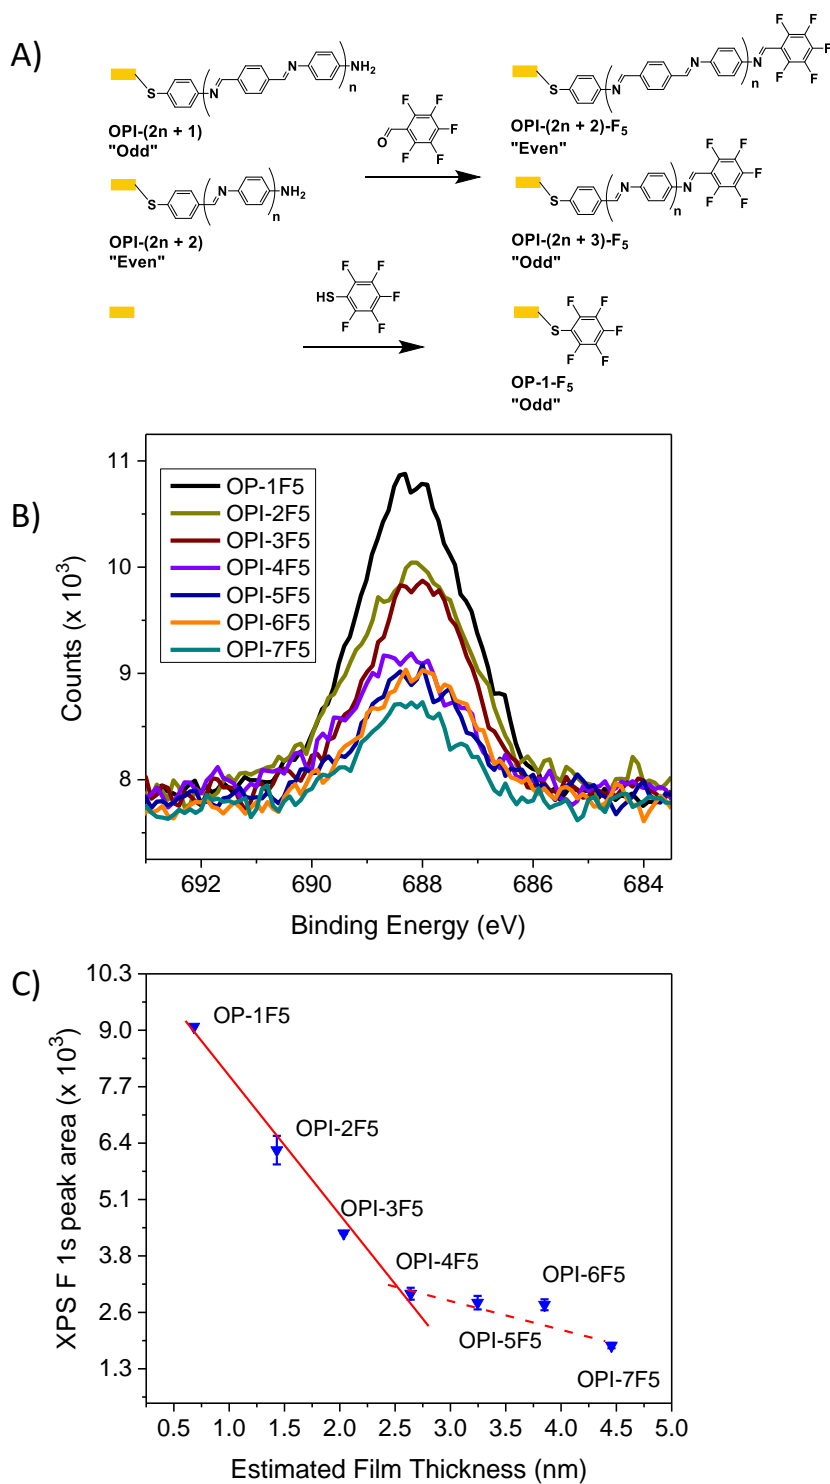 A)
S
N
N
NH2
n
OPI-(2n + 1)
"Odd"
S
N
NH2
n
OPI-(2n + 2)
"Even"
O
F
F
F
F
F
HS
F
F
F
F
F
S
N
N
n
N
F
F
F
F
F
OPI-(2n + 2)-F5
"Even"
S
N
n
N
F
F
F
F
F
OPI-(2n + 3)-F5
"Odd"
S
F
F
F
F
F
OP-1-F5
"Odd"
B)
11
10
9
8
Counts (x 10³)
OP-1F5
OPI-2F5
OPI-3F5
OPI-4F5
OPI-5F5
OPI-6F5
OPI-7F5
692 690 688 686 684
Binding Energy (eV)
C)
10.3
9.0
7.7
6.4
5.1
3.8
2.6
1.3
XPS F 1s peak area (x 10³)
OP-1F5
OPI-2F5
OPI-3F5
OPI-4F5
OPI-6F5
OPI-5F5
OPI-7F5
0.5 1.0 1.5 2.0 2.5 3.0 3.5 4.0 4.5 5.0
Estimated Film Thickness (nm)